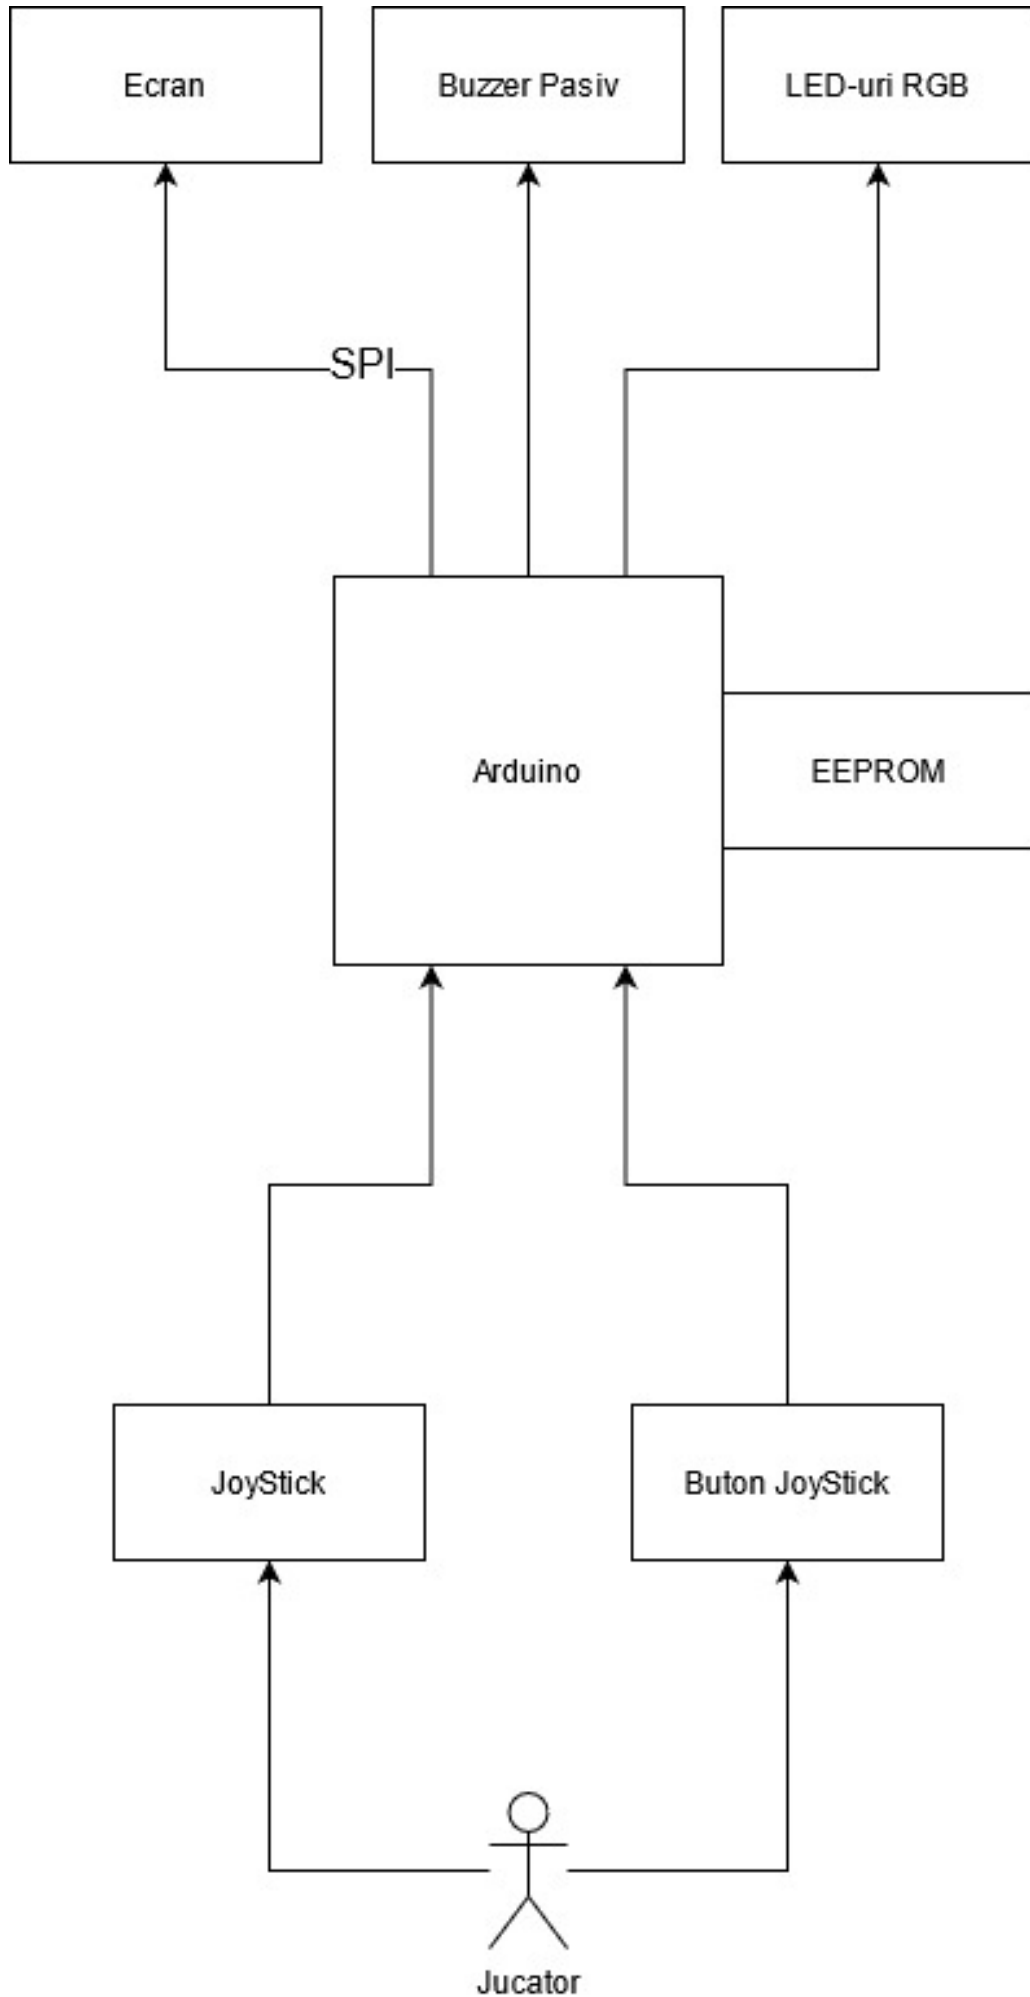 Ecran
Buzzer Pasiv
LED-uri RGB
SPI
Arduino
EEPROM
JoyStick
Buton JoyStick
Jucator